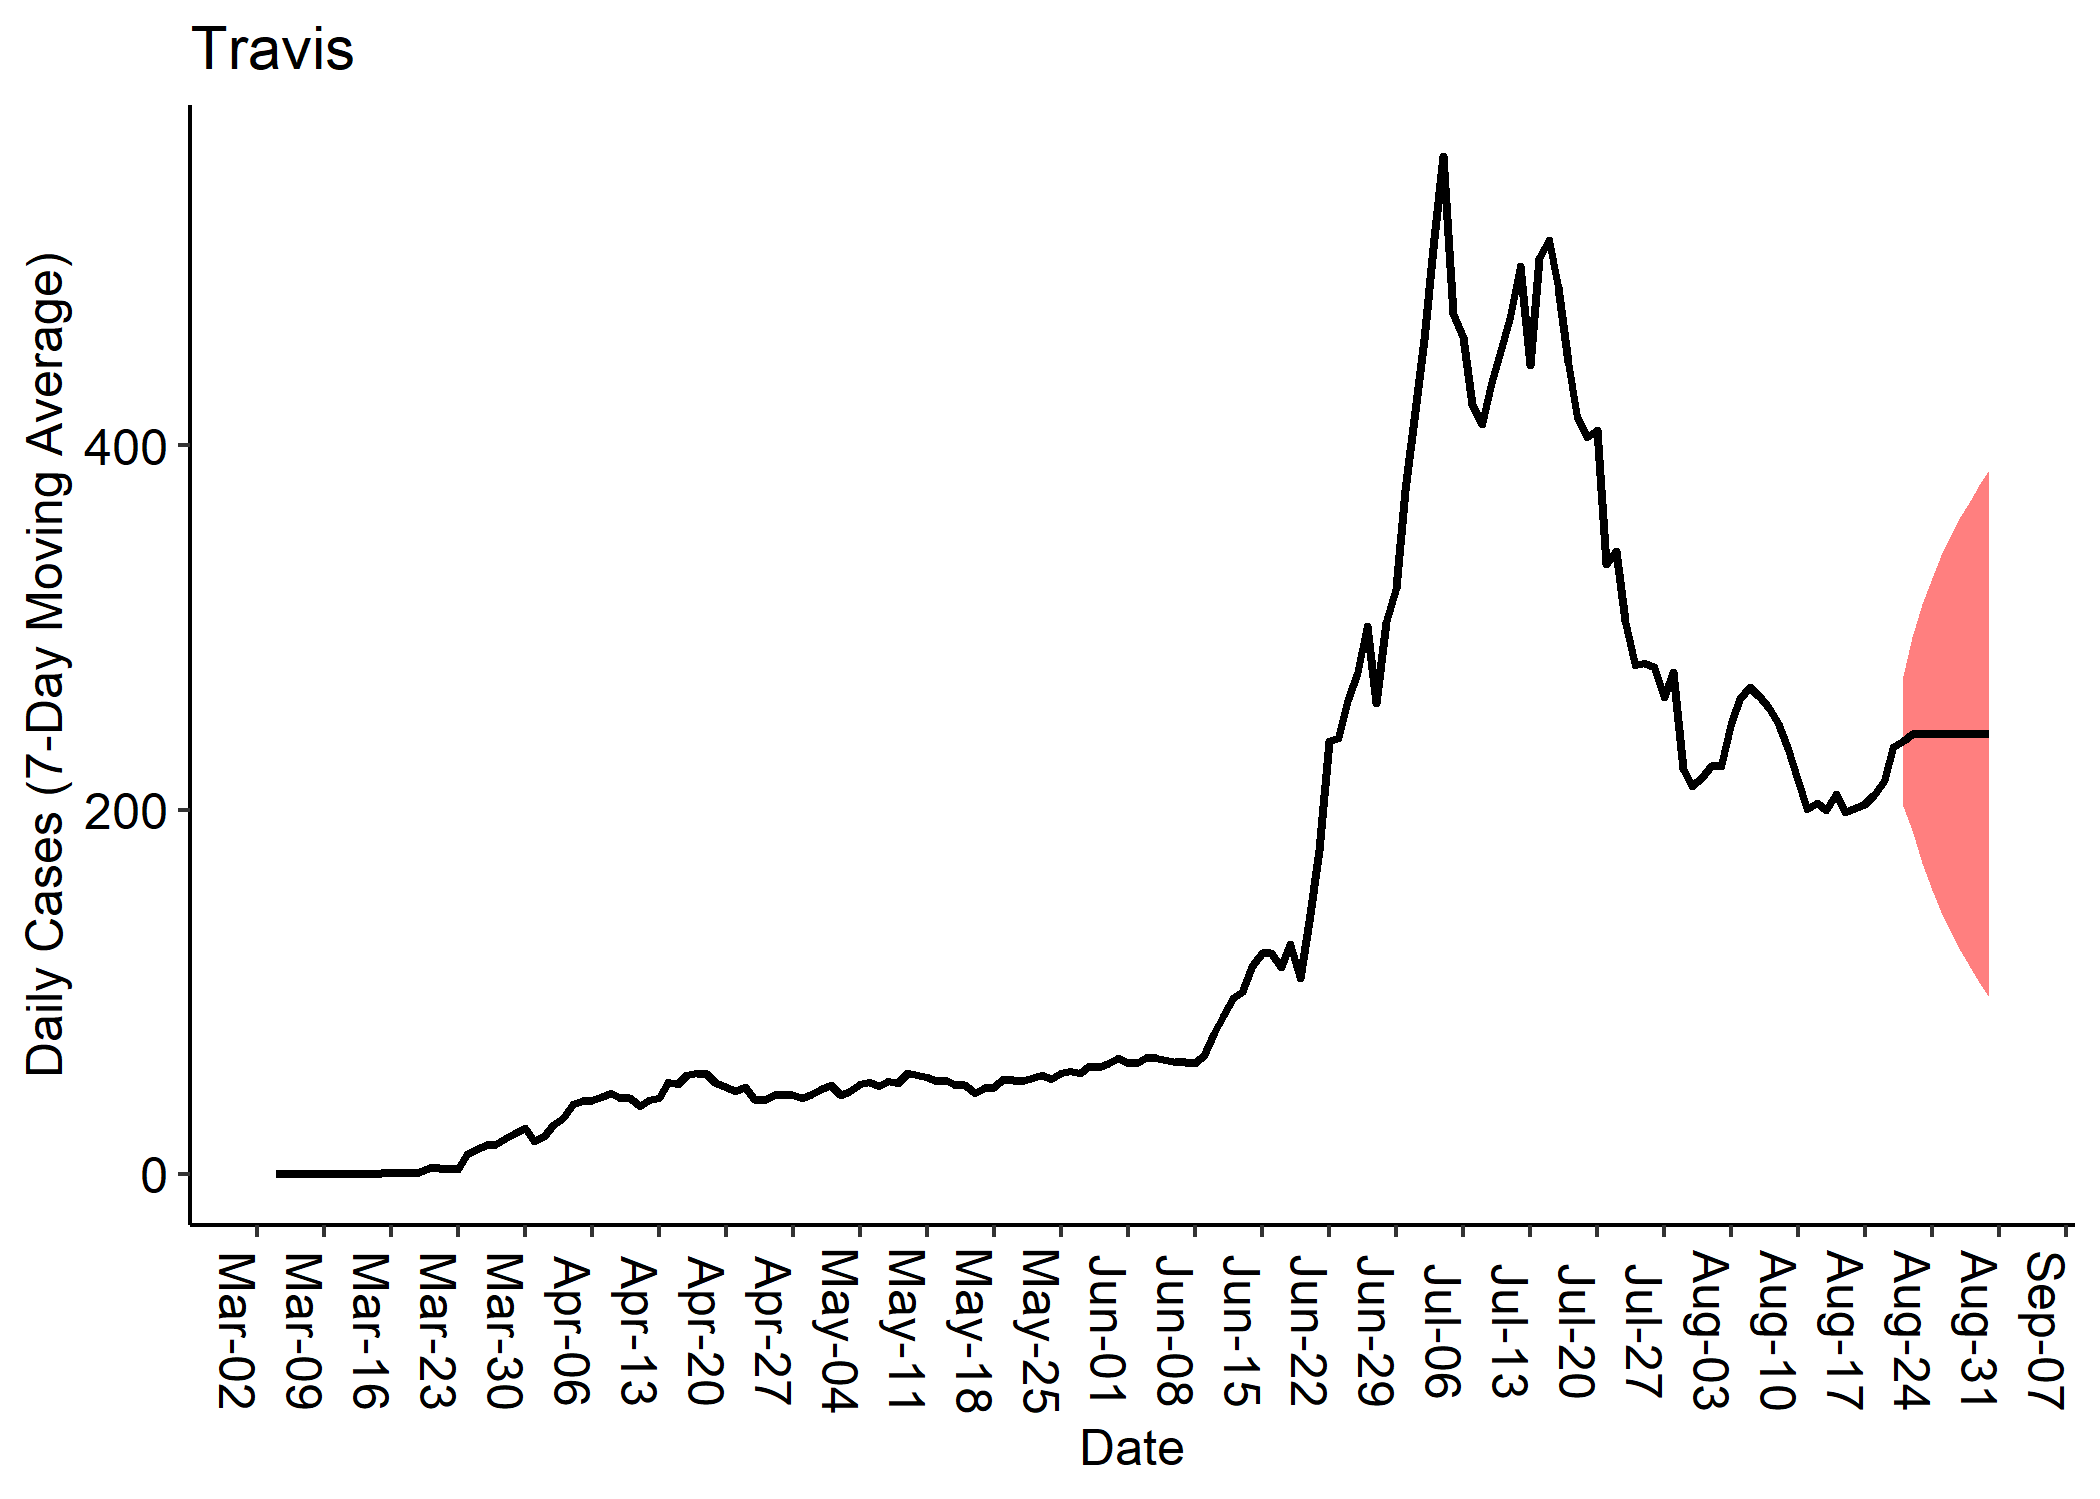 Travis
Daily Cases (7-Day Moving Average)
400
200
0
Mar-02
Mar-09
Mar-16
Mar-23
Mar-30
Apr-06
Apr-13
Apr-20
Apr-27
May-04
May-11
May-18
May-25
Jun-01
Jun-08
Jun-15
Jun-22
Jun-29
Jul-06
Jul-13
Jul-20
Jul-27
Aug-03
Aug-10
Aug-17
Aug-24
Aug-31
Sep-07
Date